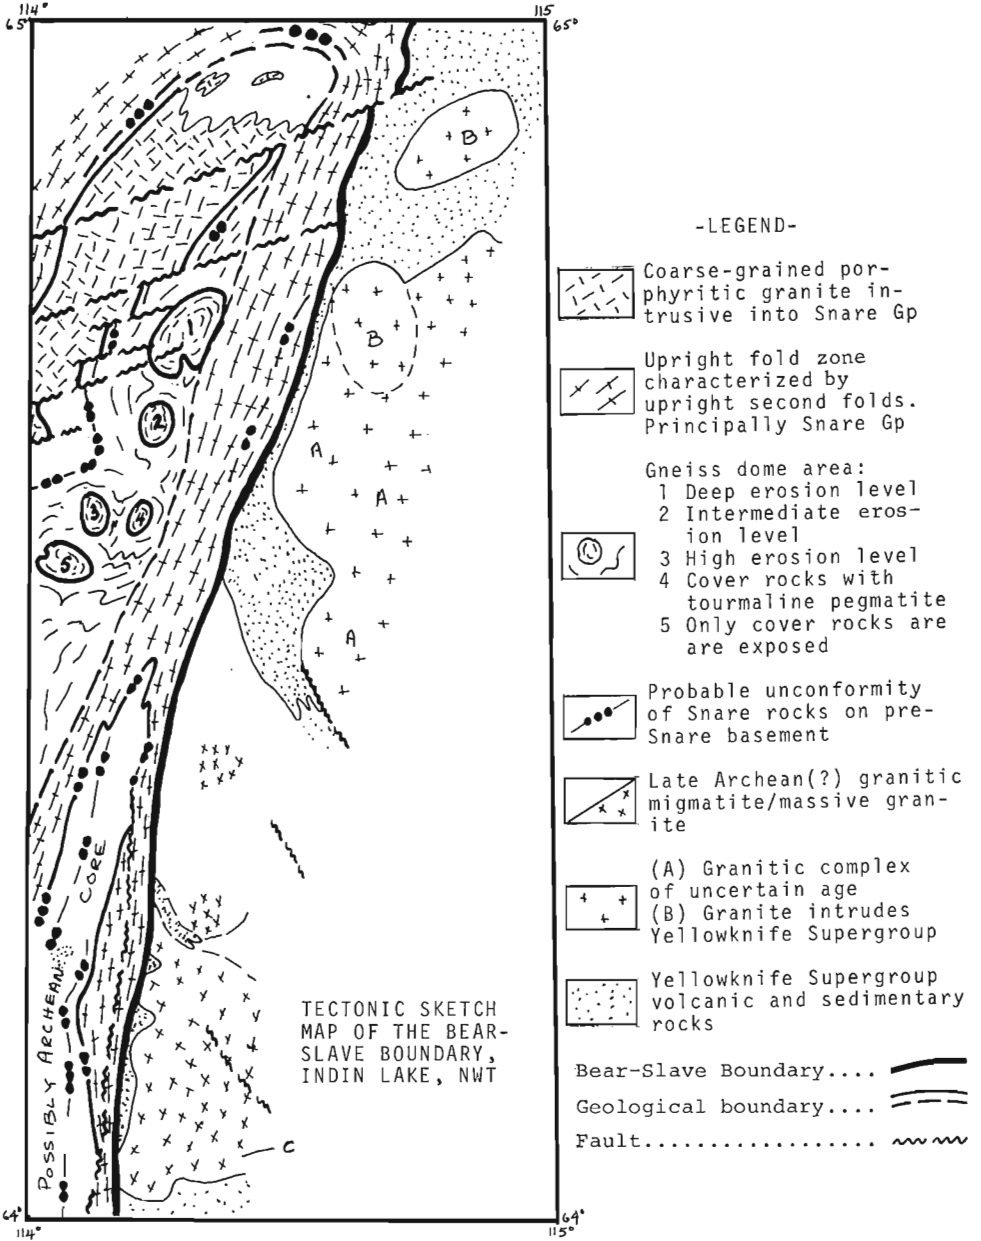 114°
115
65°
65°
B
1
B
2
A
A
3
4
5
A
CORE
POSSIBLY ARCHEAN
C
TECTONIC SKETCH
MAP OF THE BEAR-
SLAVE BOUNDARY,
INDIN LAKE, NWT
64°
64°
114°
115°
-LEGEND-
Coarse-grained por-
phyritic granite in-
trusive into Snare Gp
Upright fold zone
characterized by
upright second folds.
Principally Snare Gp
Gneiss dome area:
1 Deep erosion level
2 Intermediate eros-
ion level
3 High erosion level
4 Cover rocks with
tourmaline pegmatite
5 Only cover rocks are
are exposed
Probable unconformity
of Snare rocks on pre-
Snare basement
Late Archean(?) granitic
migmatite/massive gran-
ite
(A) Granitic complex
of uncertain age
(B) Granite intrudes
Yellowknife Supergroup
Yellowknife Supergroup
volcanic and sedimentary
rocks
Bear-Slave Boundary....
Geological boundary....
Fault..................